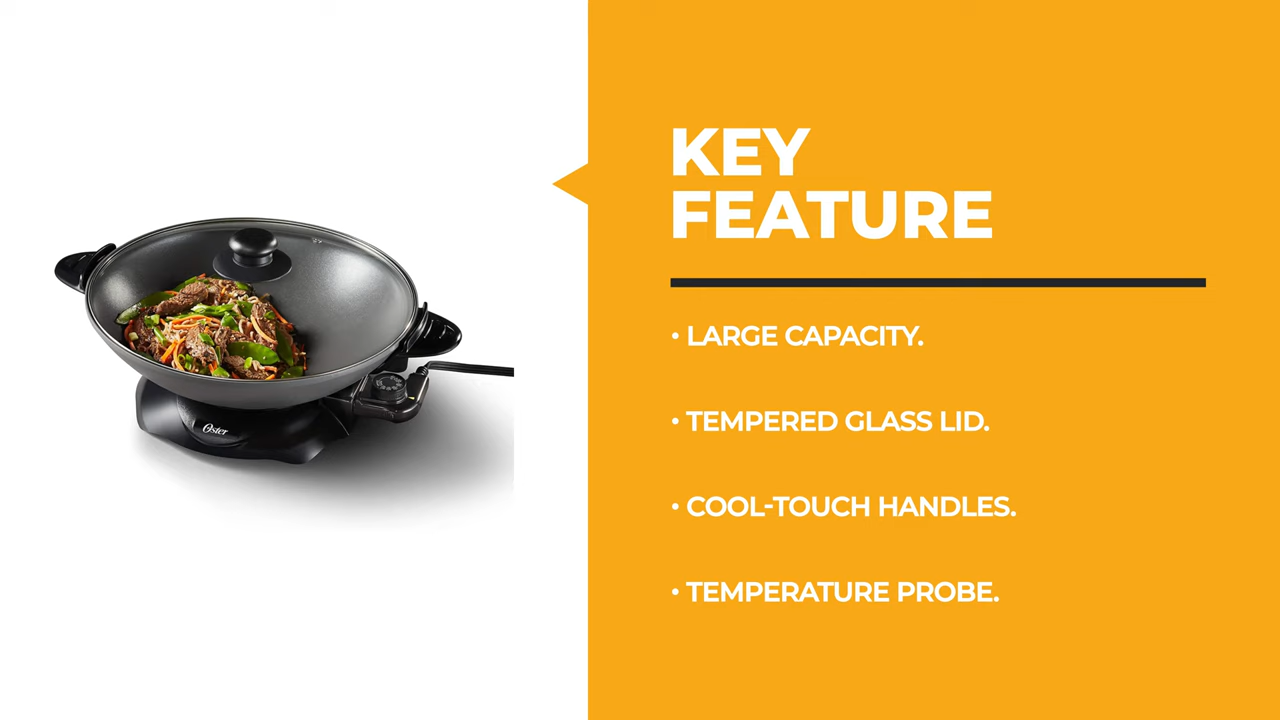 KEY
FEATURE
• LARGE CAPACITY.
• TEMPERED GLASS LID.
• COOL-TOUCH HANDLES.
• TEMPERATURE PROBE.
Oster